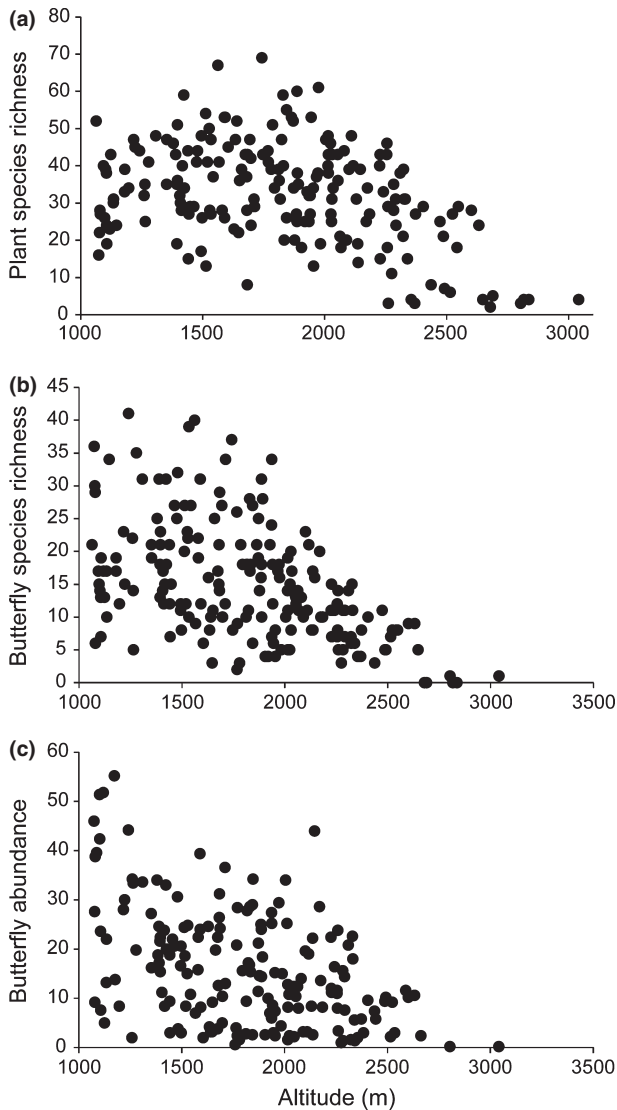 (a)
Plant species richness
80
70
60
50
40
30
20
10
0
1000 1500 2000 2500 3000
(b)
Butterfly species richness
45
40
35
30
25
20
15
10
5
0
1000 1500 2000 2500 3000 3500
(c)
Butterfly abundance
60
50
40
30
20
10
0
1000 1500 2000 2500 3000 3500
Altitude (m)